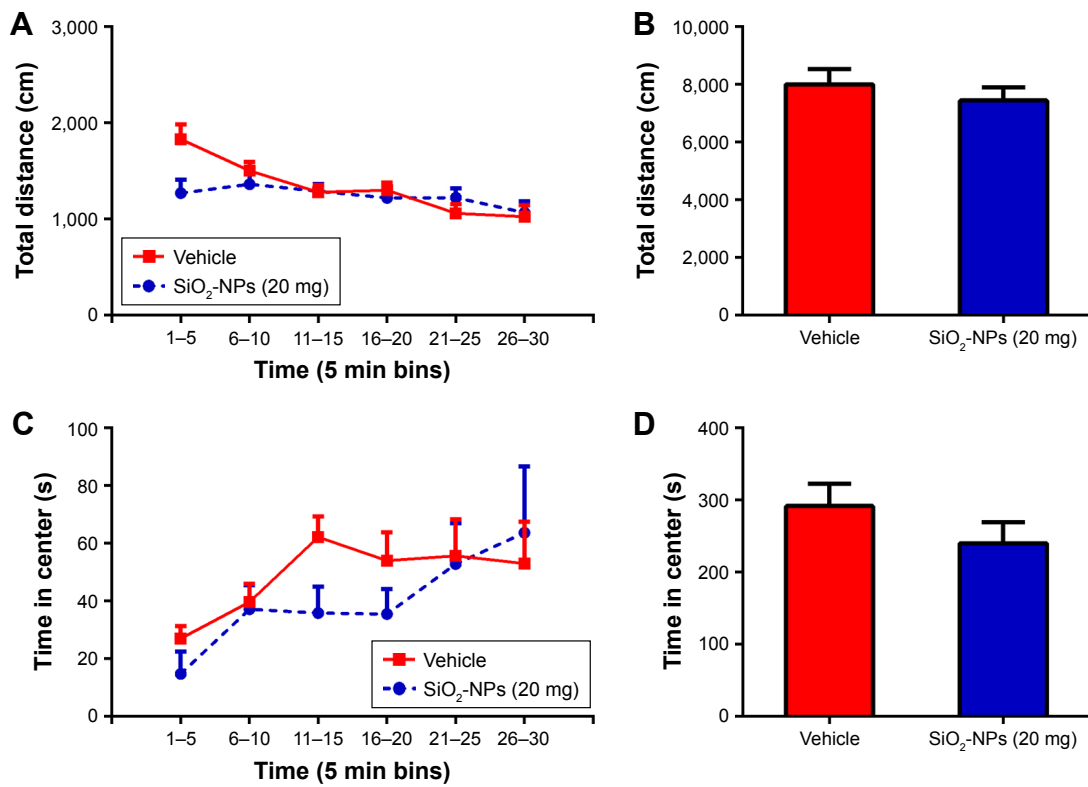 A
Total distance (cm)
3,000
2,000
1,000
0
Vehicle
SiO₂-NPs (20 mg)
1–5 6–10 11–15 16–20 21–25 26–30
Time (5 min bins)
B
Total distance (cm)
10,000
8,000
6,000
4,000
2,000
0
Vehicle SiO₂-NPs (20 mg)
C
Time in center (s)
100
80
60
40
20
0
Vehicle
SiO₂-NPs (20 mg)
1–5 6–10 11–15 16–20 21–25 26–30
Time (5 min bins)
D
Time in center (s)
400
300
200
100
0
Vehicle SiO₂-NPs (20 mg)